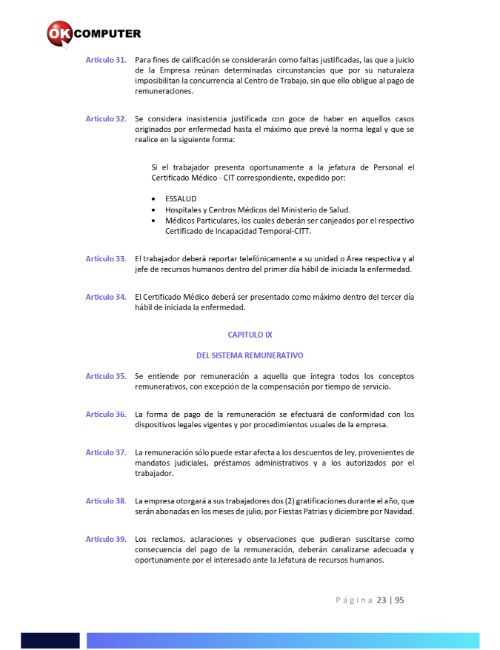 OKCOMPUTER
Artículo 31. Para fines de calificación se considerarán como faltas justificadas, las que a juicio
de la Empresa reúnan determinadas circunstancias que por su naturaleza
imposibilitan la concurrencia al Centro de Trabajo, sin que ello obligue al pago de
remuneraciones.
Artículo 32. Se considera inasistencia justificada con goce de haber en aquellos casos
originados por enfermedad hasta el máximo que prevé la norma legal y que se
realice en la siguiente forma:
Si el trabajador presenta oportunamente a la jefatura de Personal el
Certificado Médico - CIT correspondiente, expedido por:
• ESSALUD
• Hospitales y Centros Médicos del Ministerio de Salud.
• Médicos Particulares, los cuales deberán ser canjeados por el respectivo
Certificado de Incapacidad Temporal-CITT.
Artículo 33. El trabajador deberá reportar telefónicamente a su unidad o Área respectiva y al
jefe de recursos humanos dentro del primer día hábil de iniciada la enfermedad.
Artículo 34. El Certificado Médico deberá ser presentado como máximo dentro del tercer día
hábil de iniciada la enfermedad.
CAPITULO IX
DEL SISTEMA REMUNERATIVO
Artículo 35. Se entiende por remuneración a aquella que integra todos los conceptos
remunerativos, con excepción de la compensación por tiempo de servicio.
Artículo 36. La forma de pago de la remuneración se efectuará de conformidad con los
dispositivos legales vigentes y por procedimientos usuales de la empresa.
Artículo 37. La remuneración sólo puede estar afecta a los descuentos de ley, provenientes de
mandatos judiciales, préstamos administrativos y a los autorizados por el
trabajador.
Artículo 38. La empresa otorgará a sus trabajadores dos (2) gratificaciones durante el año, que
serán abonadas en los meses de julio, por Fiestas Patrias y diciembre por Navidad.
Artículo 39. Los reclamos, aclaraciones y observaciones que pudieran suscitarse como
consecuencia del pago de la remuneración, deberán canalizarse adecuada y
oportunamente por el interesado ante la Jefatura de recursos humanos.
Página 23 | 95